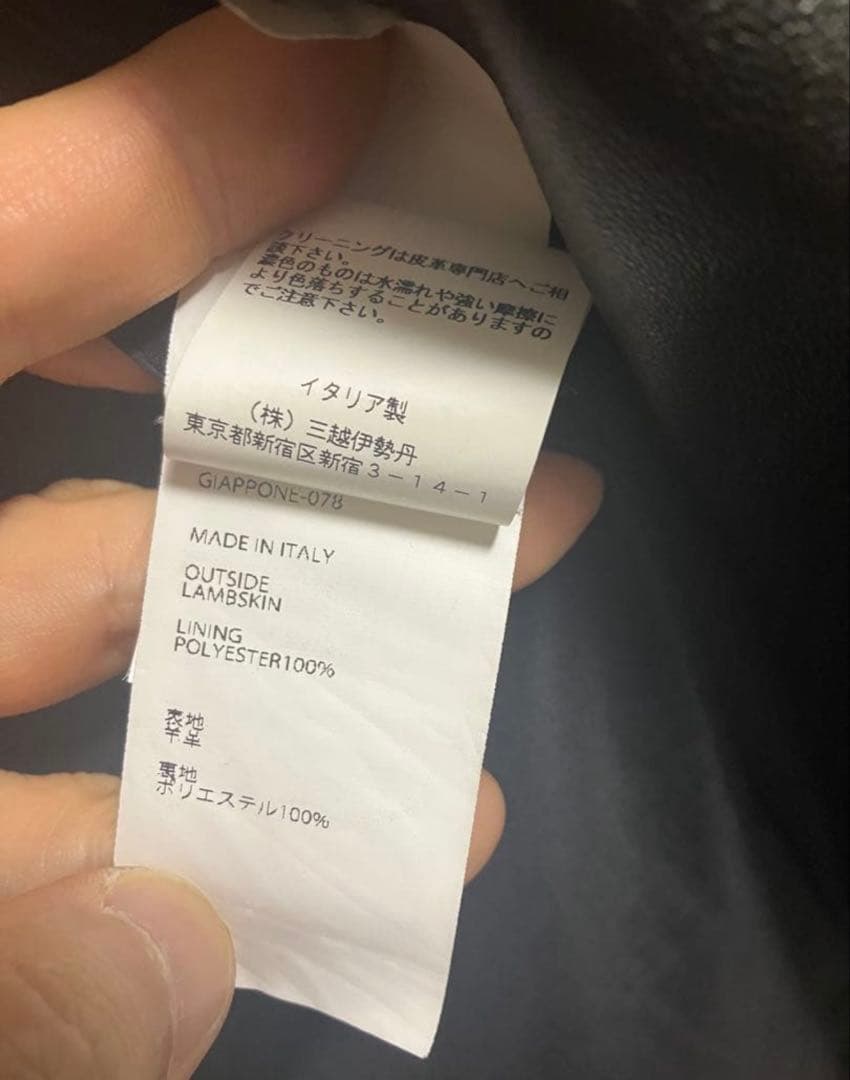 クリーニングは皮革専門店へご相
談下さい。
濃色のものは水濡れや強い摩擦に
より色落ちすることがありますの
でご注意下さい。
イタリア製
（株）三越伊勢丹
東京都新宿区新宿３－１４－１
GIAPPONE-078
MADE IN ITALY
OUTSIDE
LAMBSKIN
LINING
POLYESTER100%
表地
羊革
裏地
ポリエステル100%